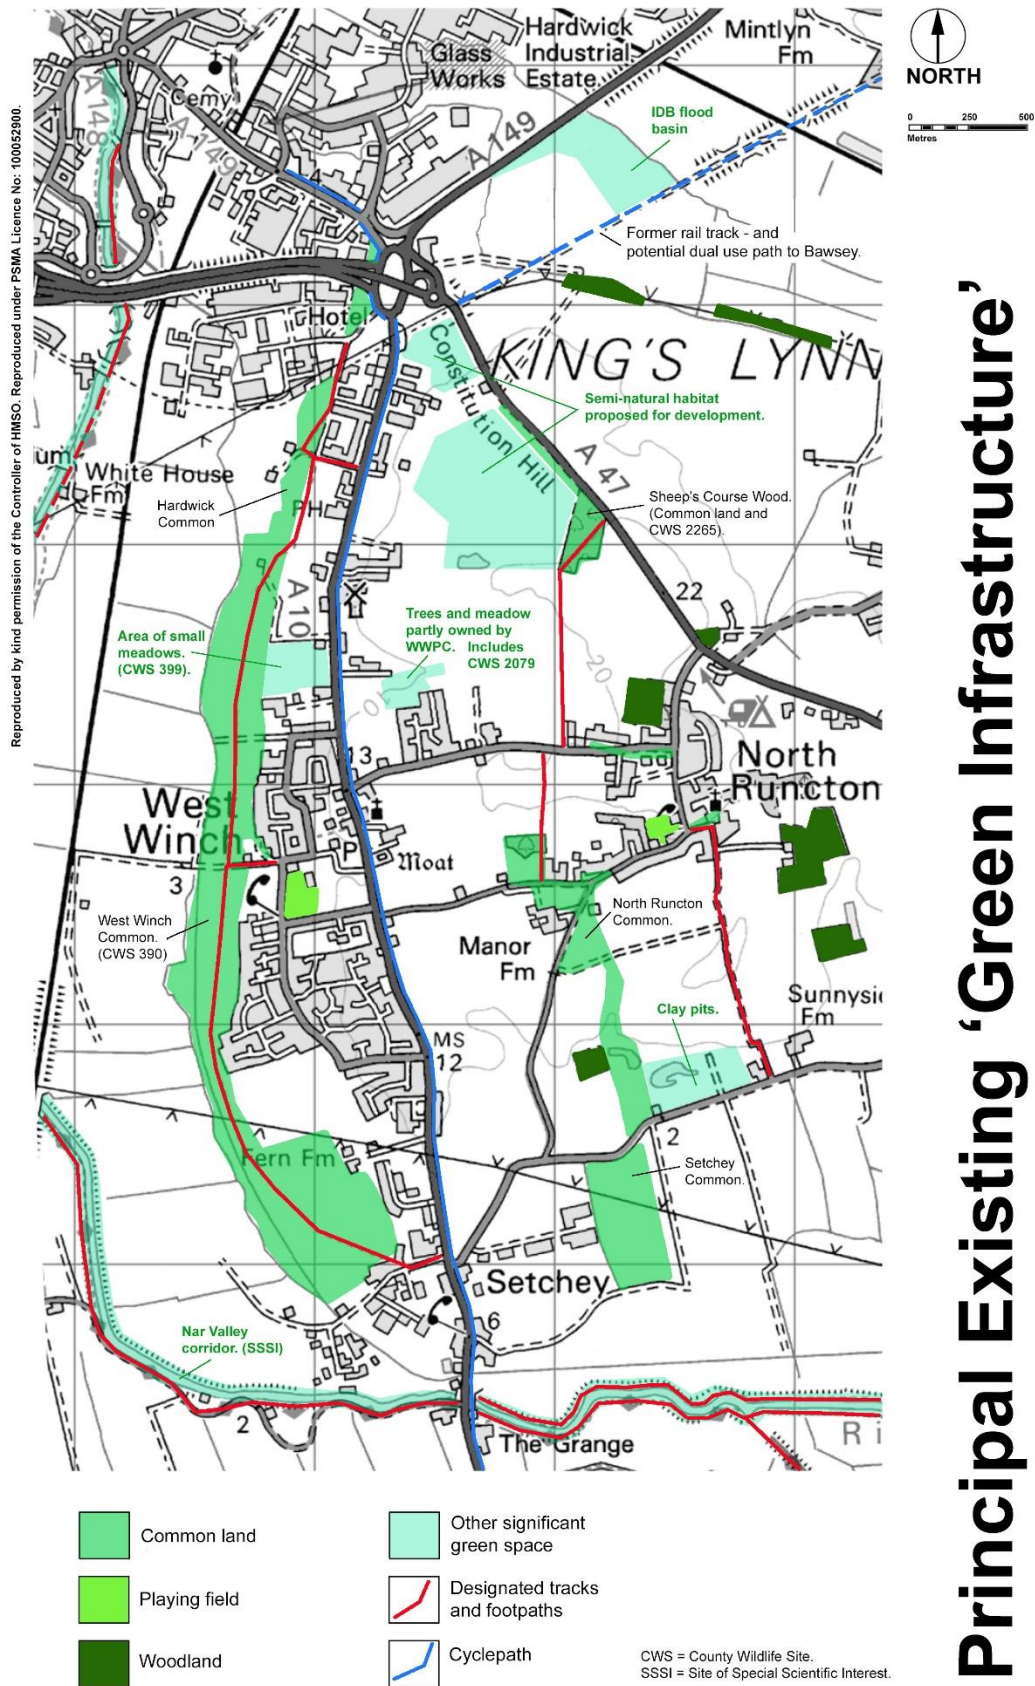 Hardwick
Industrial
Estate.
Mintlyn
Fm
Glass
Works
NORTH
0 250 500
Metres
Cemy
A 148
A 149
A 149
IDB flood
basin
4
Former rail track - and
potential dual use path to Bawsey.
Hotel
Constitution Hill
KING'S LYNN
Semi-natural habitat
proposed for development.
um
White House
Fm
Hardwick
Common
PH
A 47
Sheep's Course Wood.
(Common land and
CWS 2265).
A 10
22
Area of small
meadows.
(CWS 399).
Trees and meadow
partly owned by
WWPC. Includes
CWS 2079
20
13
North
Runcton
West
Winch
P
Moat
3
West Winch
Common.
(CWS 390)
North Runcton
Common.
Manor
Fm
Sunnysi
Fm
Clay pits.
MS
12
2
Fern Fm
Setchey
Common.
Setchey
6
Nar Valley
corridor. (SSSI)
2
The Grange
Ri
Common land
Playing field
Woodland
Other significant
green space
Designated tracks
and footpaths
Cyclepath
CWS = County Wildlife Site.
SSSI = Site of Special Scientific Interest.
Reproduced by kind permission of the Controller of HMSO. Reproduced under PSMA Licence No: 100052900.
Principal Existing ‘Green Infrastructure’